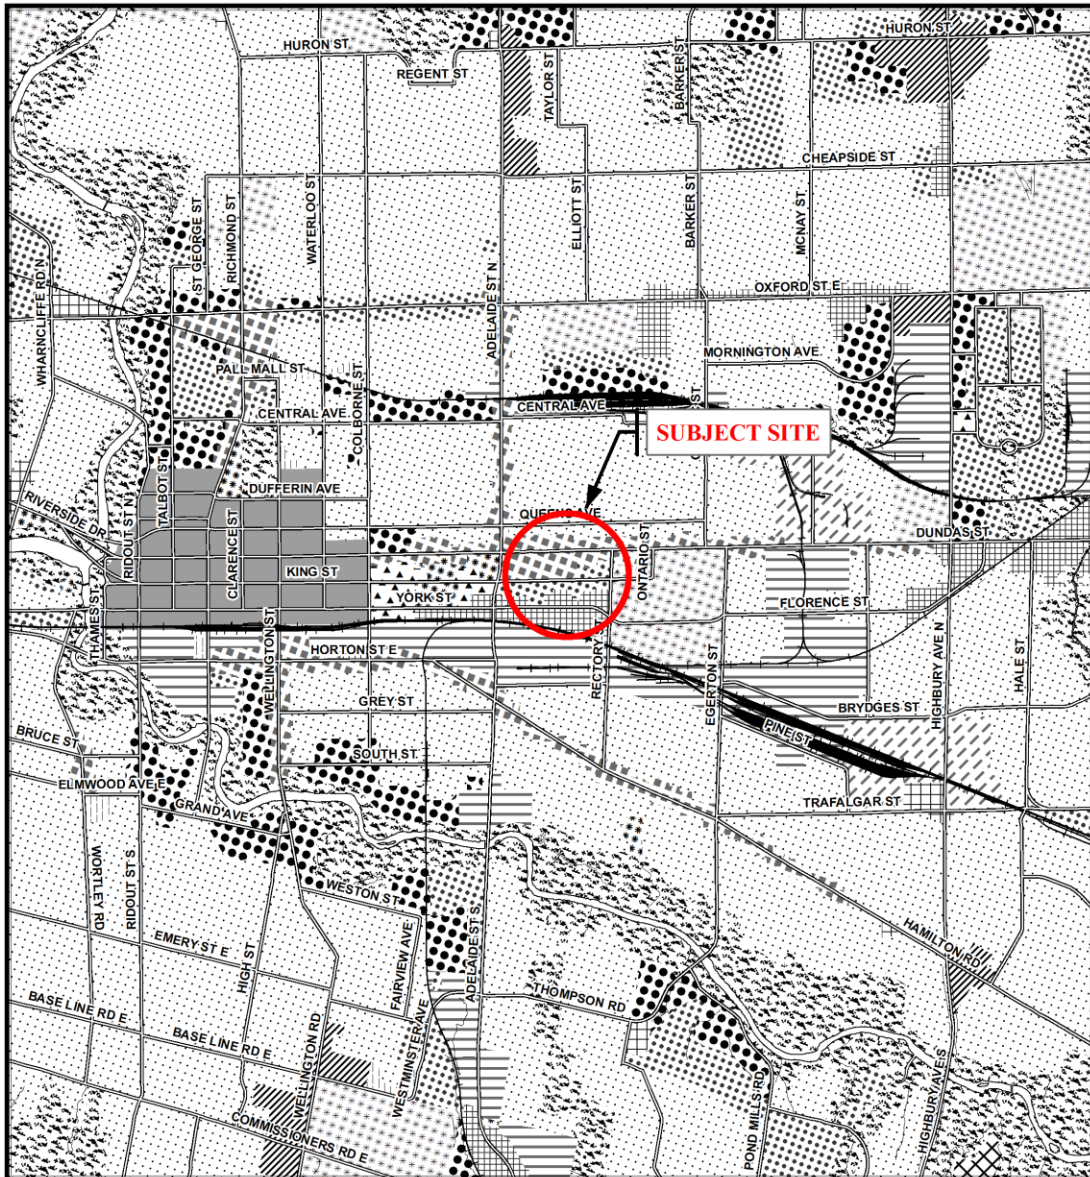 HURON ST
HURON ST
REGENT ST
TAYLOR ST
BARKER ST
CHEAPSIDE ST
ST GEORGE ST
RICHMOND ST
WATERLOO ST
ELLIOTT ST
BARKER ST
MCNAY ST
WHARNCLIFFE RD N
ADELAIDE ST N
OXFORD ST E
PALL MALL ST
MORNINGTON AVE
COLBORNE ST
CENTRAL AVE
CENTRAL AVE
SUBJECT SITE
TALBOT ST
DUFFERIN AVE
RIVERSIDE DR
RIDOUT ST N
CLARENCE ST
QUEENS AVE
ONTARIO ST
DUNDAS ST
KING ST
YORK ST
THAMES ST
WELLINGTON ST
FLORENCE ST
HORTON ST E
RECTORY
EGERTON ST
HIGHBURY AVE N
HALE ST
GREY ST
BRYDGES ST
PINE ST
BRUCE ST
SOUTH ST
ELMWOOD AVE E
GRAND AVE
TRAFALGAR ST
WORTLEY RD
RIDOUT ST S
WESTON ST
HAMILTON RD
EMERY ST E
HIGH ST
FAIRVIEW AVE
ADELAIDE ST S
THOMPSON RD
BASE LINE RD E
BASE LINE RD E
WELLINGTON RD
WESTMINSTER AVE
COMMISSIONERS RD E
POND MILLS RD
HIGHBURY AVE S